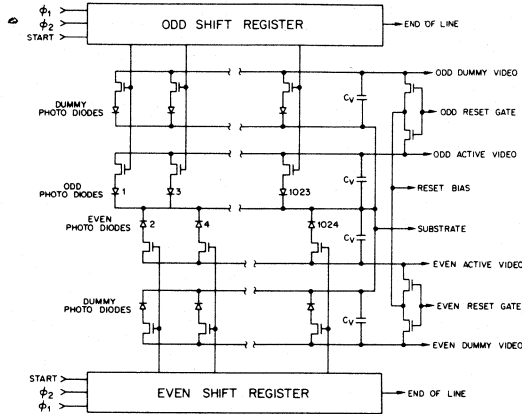 ϕ1
ϕ2
START
ODD SHIFT REGISTER
END OF LINE
ODD DUMMY VIDEO
DUMMY
PHOTO DIODES
CV
ODD RESET GATE
ODD ACTIVE VIDEO
ODD
PHOTO DIODES
1
3
1023
CV
RESET BIAS
EVEN
PHOTO DIODES
2
4
1024
CV
SUBSTRATE
EVEN ACTIVE VIDEO
DUMMY
PHOTO DIODES
CV
EVEN RESET GATE
EVEN DUMMY VIDEO
START
ϕ2
ϕ1
EVEN SHIFT REGISTER
END OF LINE